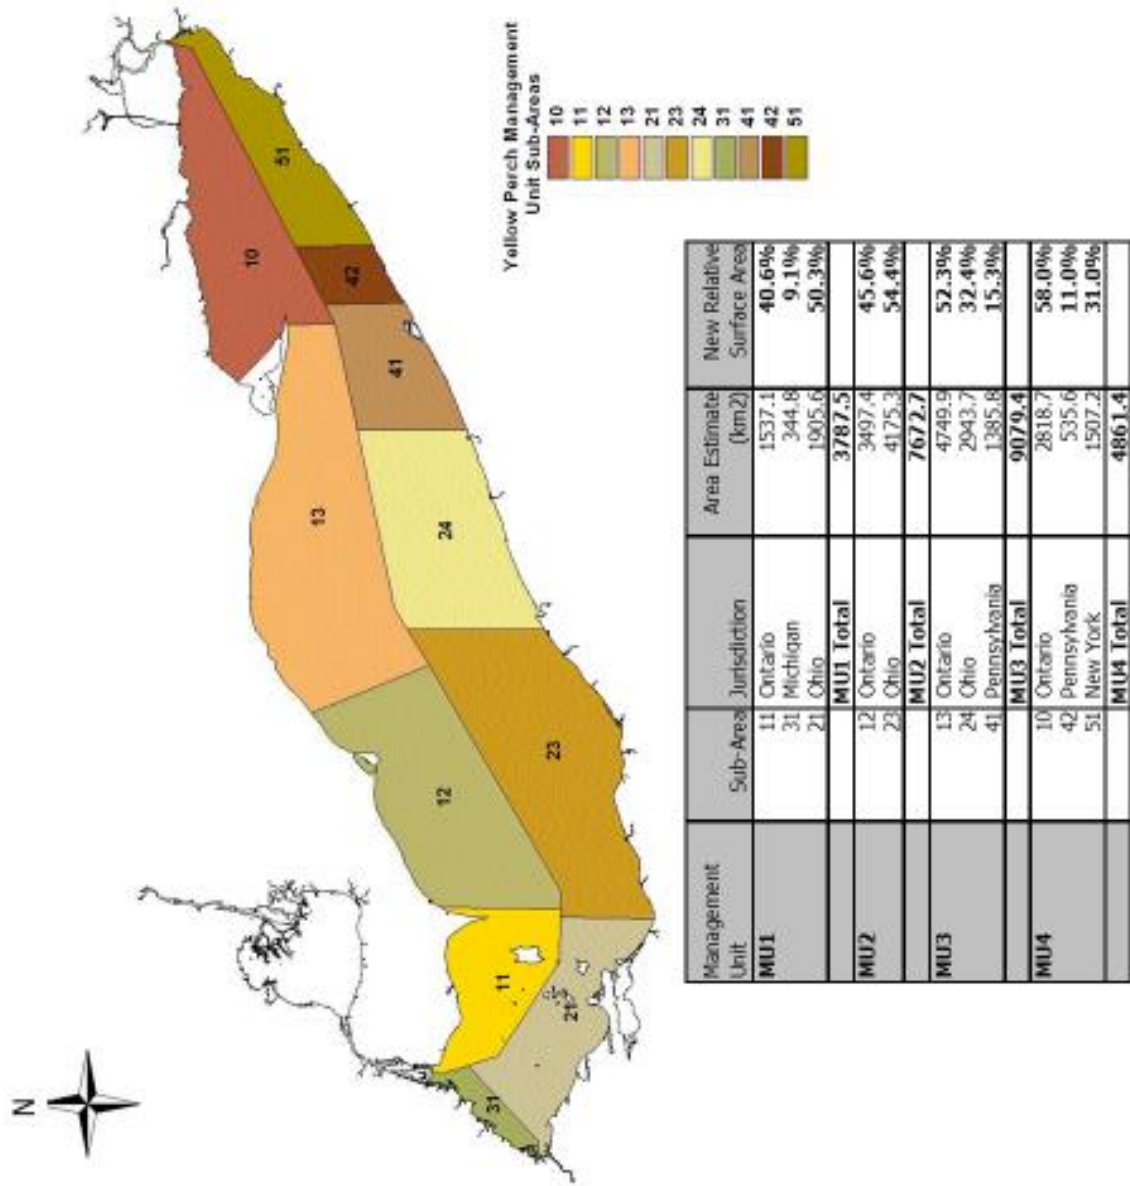 N
10
51
42
13
41
24
12
23
11
21
31
Yellow Perch Management
Unit Sub-Areas
10
11
12
13
21
23
24
31
41
42
51
Management Unit Sub-Area Jurisdiction Area Estimate (km2) New Relative Surface Area
MU1 11 Ontario 1537.1 40.6%
31 Michigan 344.8 9.1%
21 Ohio 1905.6 50.3%
MU1 Total 3787.5
MU2 12 Ontario 3497.4 45.6%
23 Ohio 4175.3 54.4%
MU2 Total 7672.7
MU3 13 Ontario 4749.9 52.3%
24 Ohio 2943.7 32.4%
41 Pennsylvania 1385.8 15.3%
MU3 Total 9079.4
MU4 10 Ontario 2818.7 58.0%
42 Pennsylvania 535.6 11.0%
51 New York 1507.2 31.0%
MU4 Total 4861.4